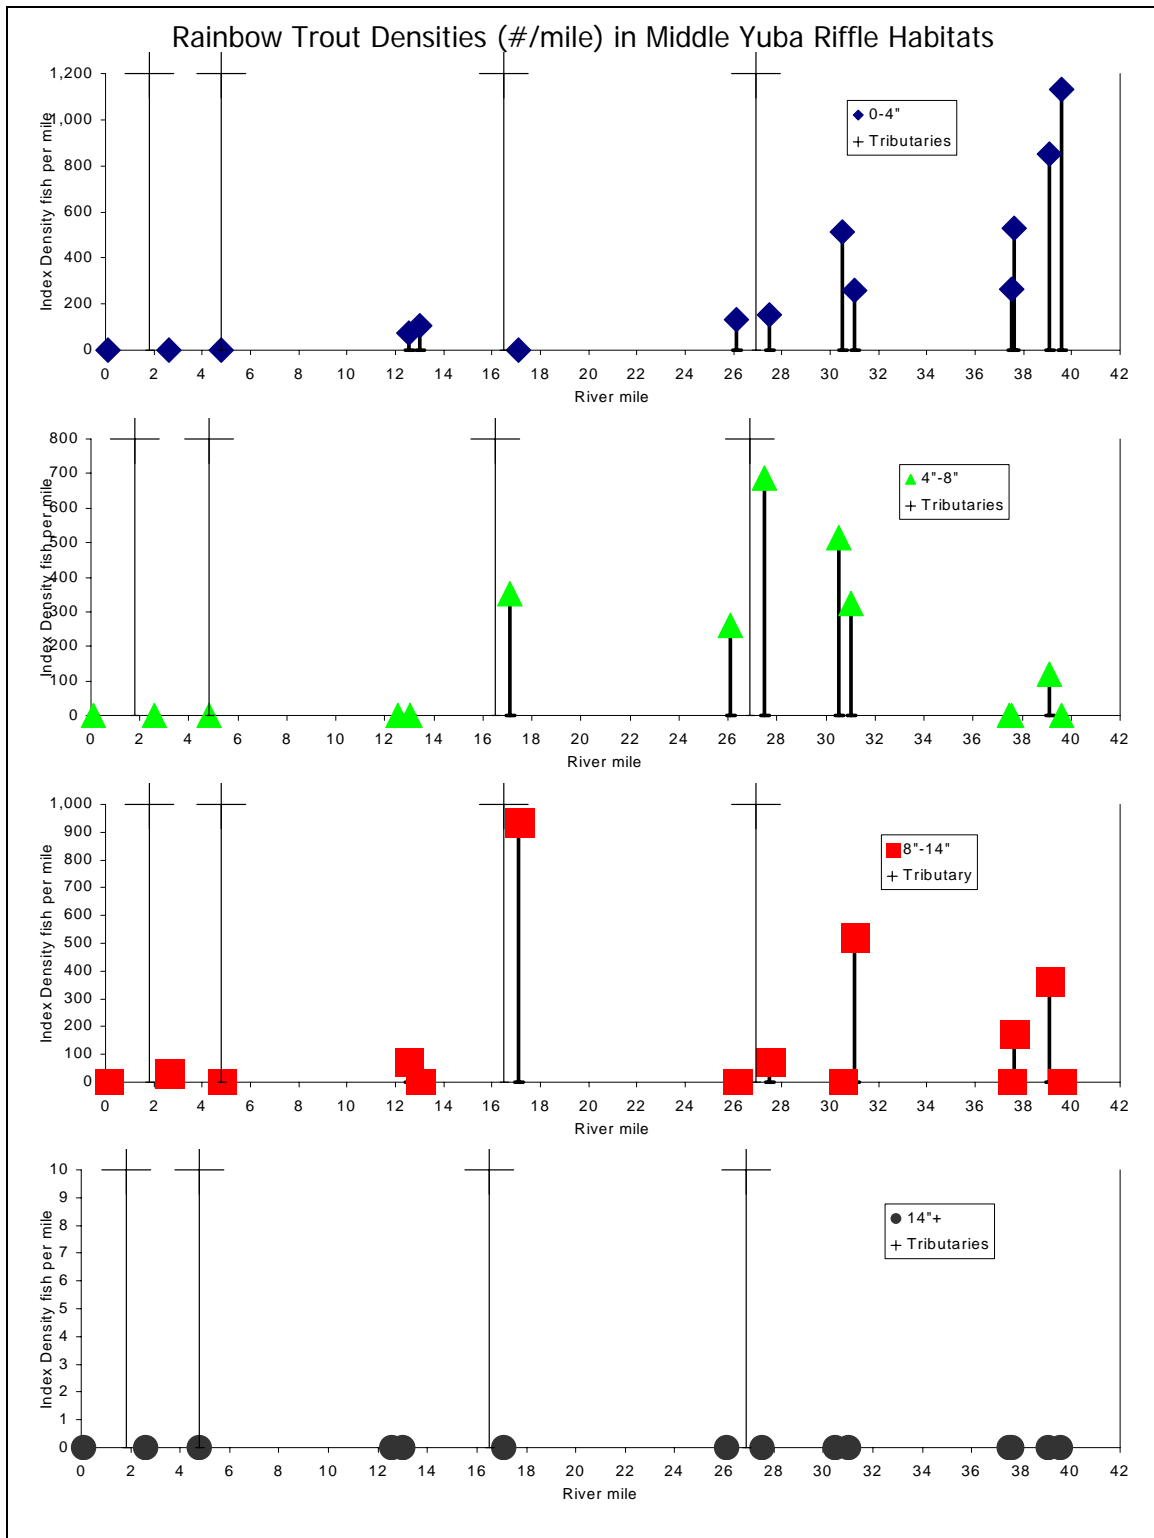 Rainbow Trout Densities (#/mile) in Middle Yuba Riffle Habitats
Index Density fish per mile
1,200
1,000
800
600
400
200
0
0 2 4 6 8 10 12 14 16 18 20 22 24 26 28 30 32 34 36 38 40 42
River mile
0-4"
Tributaries
Index Density fish per mile
800
700
600
500
400
300
200
100
0
0 2 4 6 8 10 12 14 16 18 20 22 24 26 28 30 32 34 36 38 40 42
River mile
4"-8"
Tributaries
Index Density fish per mile
1,000
900
800
700
600
500
400
300
200
100
0
0 2 4 6 8 10 12 14 16 18 20 22 24 26 28 30 32 34 36 38 40 42
River mile
8"-14"
Tributary
Index Density fish per mile
10
9
8
7
6
5
4
3
2
1
0
0 2 4 6 8 10 12 14 16 18 20 22 24 26 28 30 32 34 36 38 40 42
River mile
14"+
Tributaries